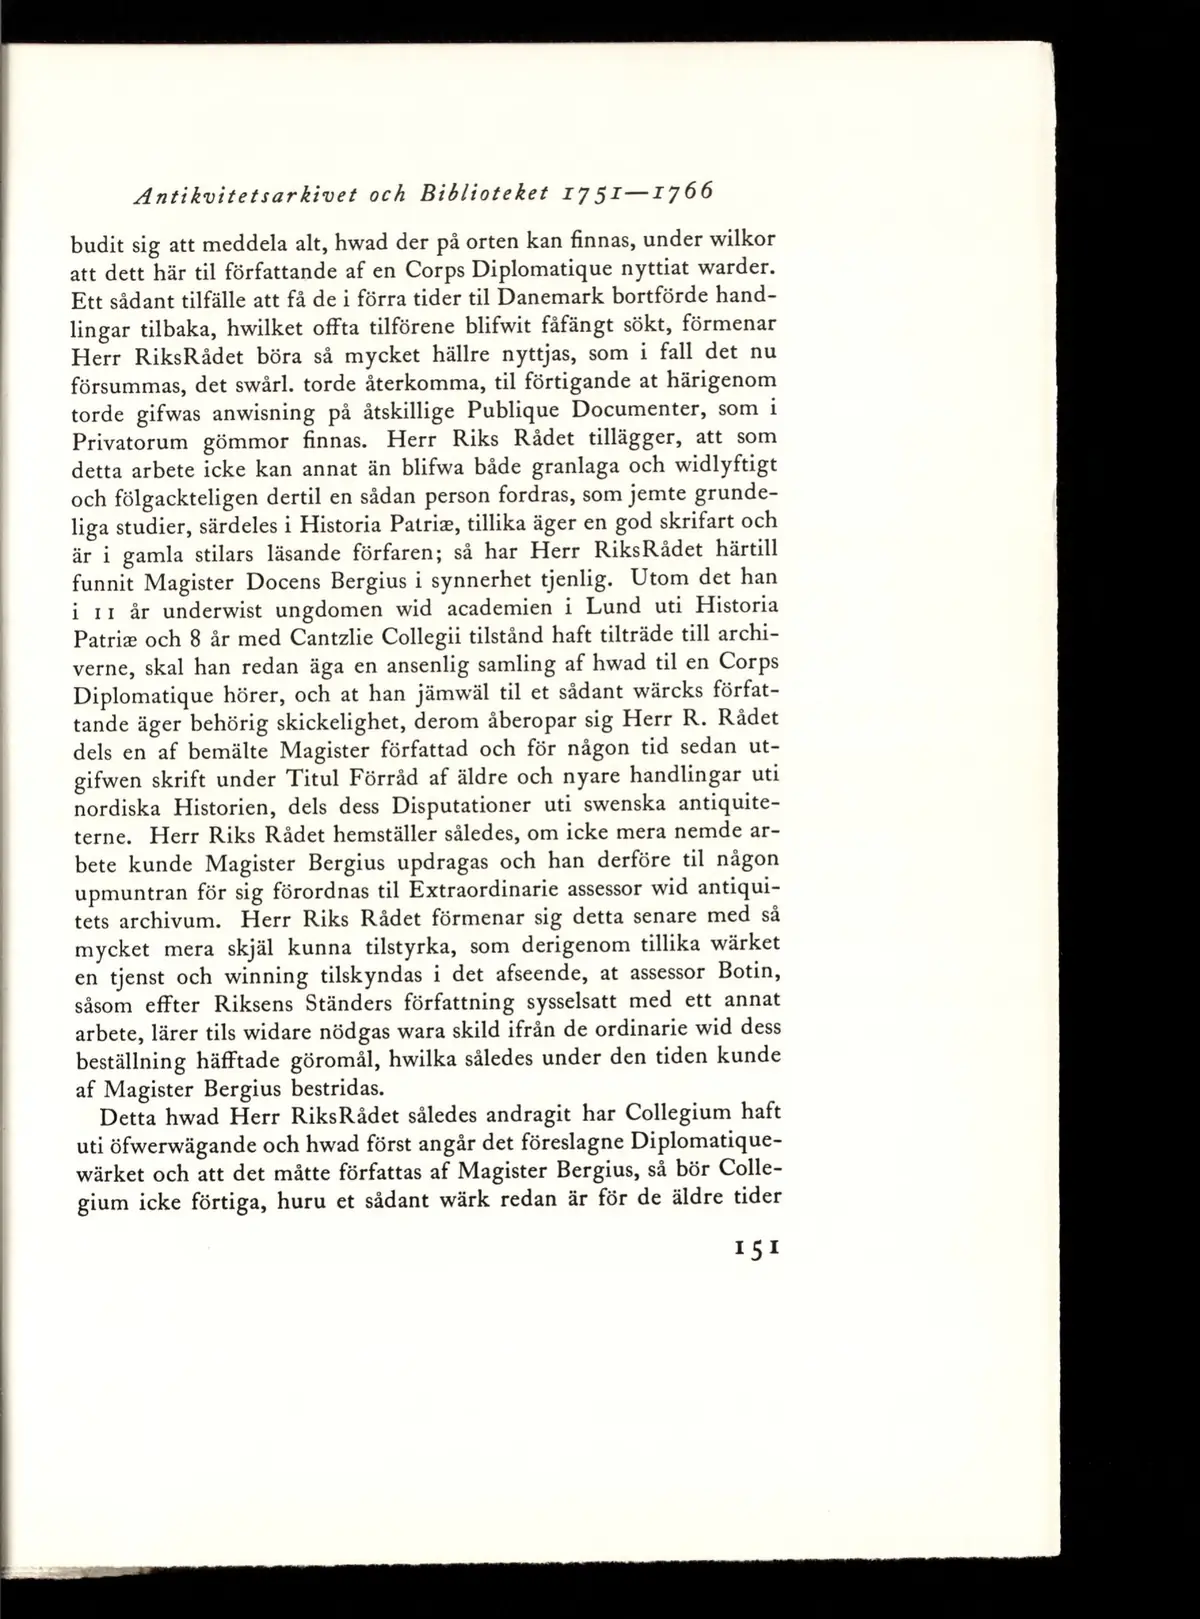 Antikvitetsarkivet och Biblioteket 1751—1766
budit sig att meddela alt, hwad der på orten kan finnas, under wilkor
att dett här til författande af en Corps Diplomatique nyttiat warder.
Ett sådant tilfälle att få de i förra tider til Danemark bortförde hand-
lingar tilbaka, hwilket offta tilförene blifwit fåfängt sökt, förmenar
Herr RiksRådet böra så mycket hällre nyttjas, som i fall det nu
försummas, det swårl. torde återkomma, til förtigande at härigenom
torde gifwas anwisning på åtskillige Publique Documenter, som i
Privatorum gömmor finnas. Herr Riks Rådet tillägger, att som
detta arbete icke kan annat än blifwa både granlaga och widlyftigt
och fölgackteligen dertil en sådan person fordras, som jemte grunde-
liga studier, särdeles i Historia Patriæ, tillika äger en god skrifart och
är i gamla stilars läsande förfaren; så har Herr RiksRådet härtill
funnit Magister Docens Bergius i synnerhet tjenlig. Utom det han
i 11 år underwist ungdomen wid academien i Lund uti Historia
Patriæ och 8 år med Cantzlie Collegii tilstånd haft tilträde till archi-
verne, skal han redan äga en ansenlig samling af hwad til en Corps
Diplomatique hörer, och at han jämwäl til et sådant wärcks förfat-
tande äger behörig skickelighet, derom åberopar sig Herr R. Rådet
dels en af bemälte Magister författad och för någon tid sedan ut-
gifwen skrift under Titul Förråd af äldre och nyare handlingar uti
nordiska Historien, dels dess Disputationer uti swenska antiquite-
terne. Herr Riks Rådet hemställer således, om icke mera nemde ar-
bete kunde Magister Bergius updragas och han derföre til någon
upmuntran för sig förordnas til Extraordinarie assessor wid antiqui-
tets archivum. Herr Riks Rådet förmenar sig detta senare med så
mycket mera skjäl kunna tilstyrka, som derigenom tillika wärket
en tjenst och winning tilskyndas i det afseende, at assessor Botin,
såsom effter Riksens Ständers författning sysselsatt med ett annat
arbete, lärer tils widare nödgas wara skild ifrån de ordinarie wid dess
beställning häfftade göromål, hwilka således under den tiden kunde
af Magister Bergius bestridas.
Detta hwad Herr RiksRådet således andragit har Collegium haft
uti öfwerwägande och hwad först angår det föreslagne Diplomatique-
wärket och att det måtte författas af Magister Bergius, så bör Colle-
gium icke förtiga, huru et sådant wärk redan är för de äldre tider
151